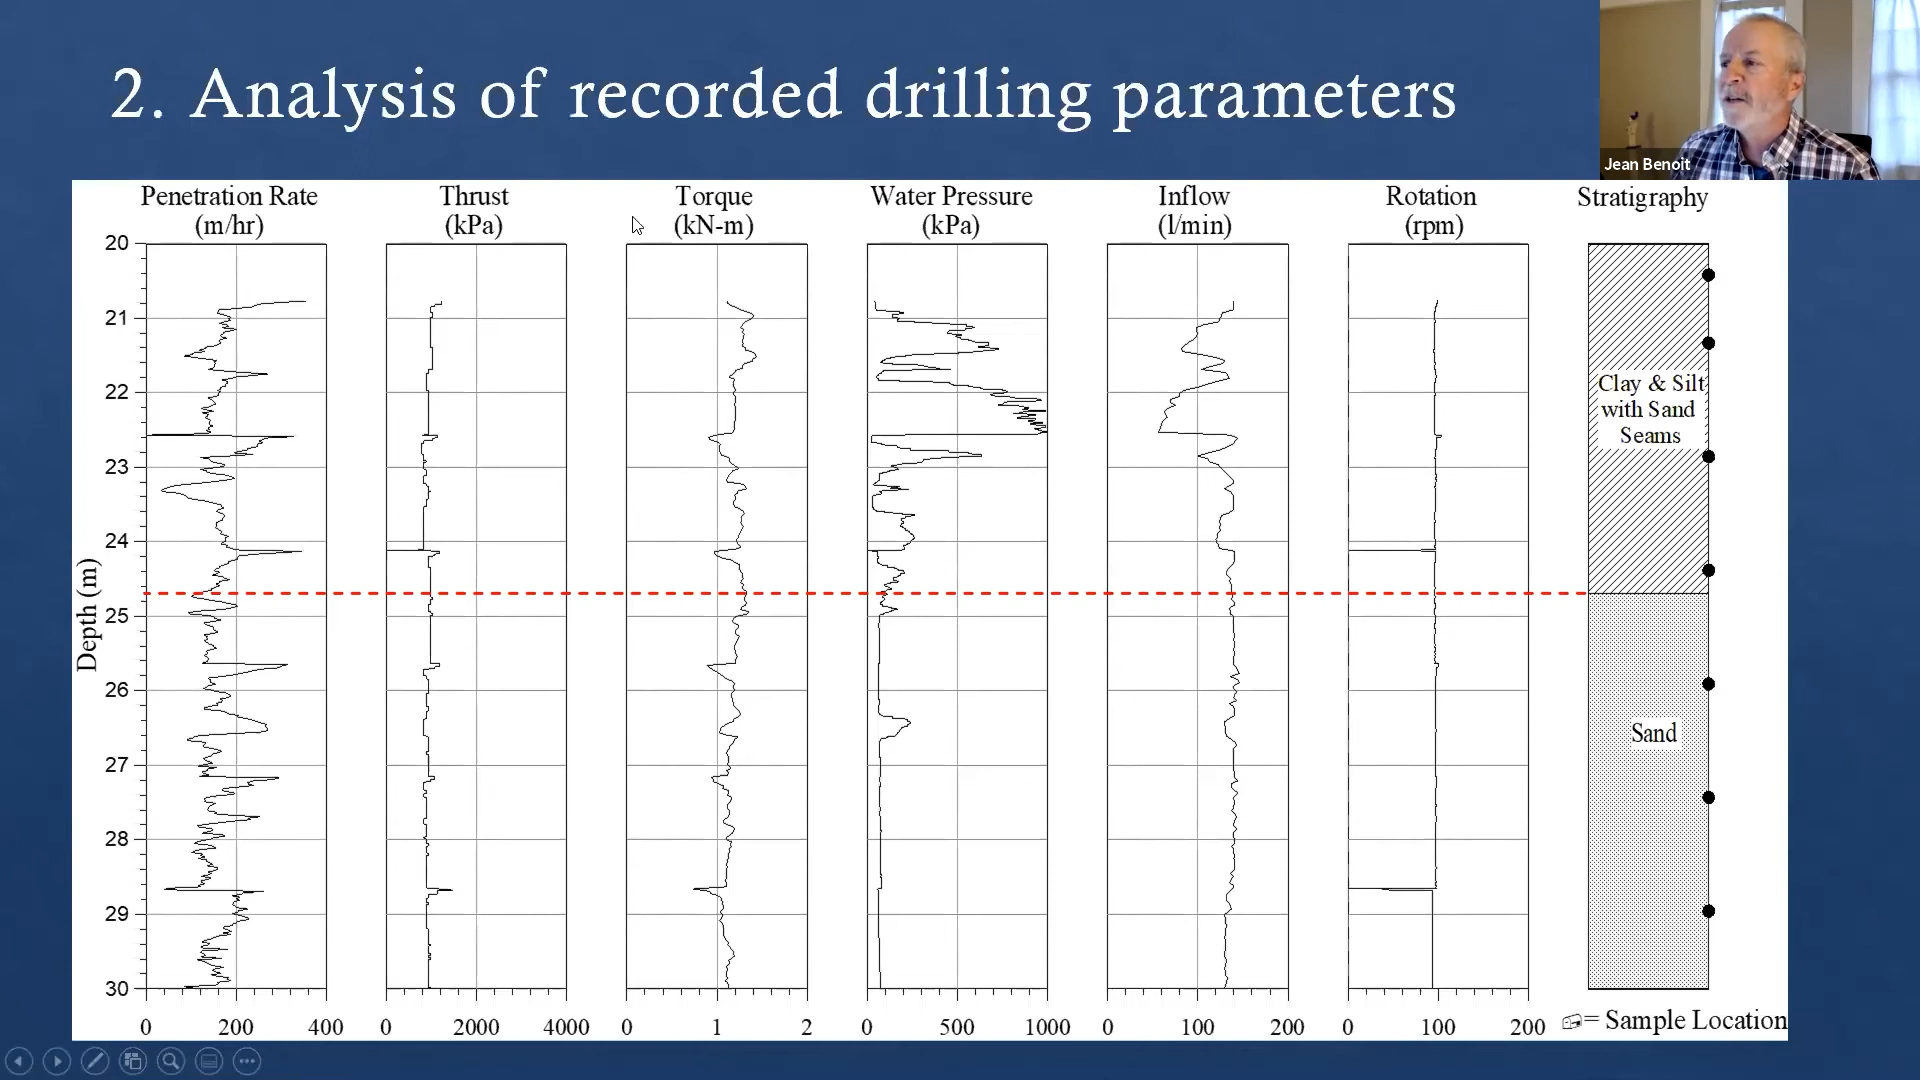 2. Analysis of recorded drilling parameters
Jean Benoit
Penetration Rate
(m/hr)
Thrust
(kPa)
Torque
(kN-m)
Water Pressure
(kPa)
Inflow
(l/min)
Rotation
(rpm)
Stratigraphy
20
21
22
23
24
25
26
27
28
29
30
Depth (m)
Clay & Silt
with Sand
Seams
Sand
0 200 400
0 2000 4000
0 1 2
0 500 1000
0 100 200
0 100 200
= Sample Location